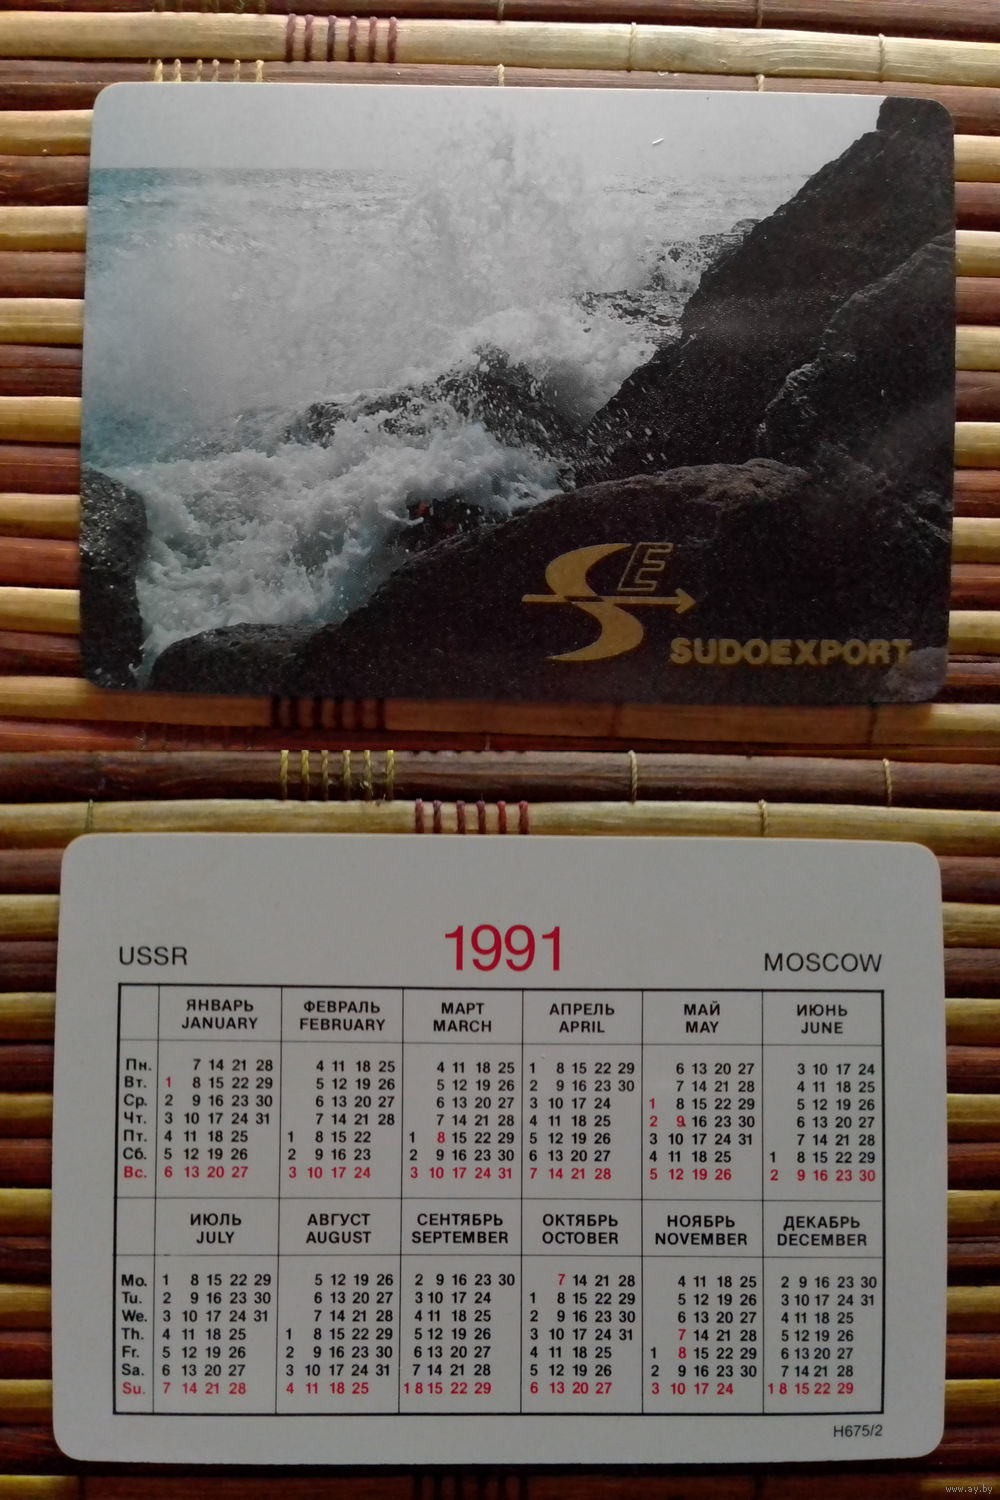 SE
SUDOEXPORT
USSR 1991 MOSCOW
ЯНВАРЬ ФЕВРАЛЬ МАРТ АПРЕЛЬ МАЙ ИЮНЬ
JANUARY FEBRUARY MARCH APRIL MAY JUNE
Пн. 7 14 21 28 4 11 18 25 4 11 18 25 1 8 15 22 29 6 13 20 27 3 10 17 24
Вт. 1 8 15 22 29 5 12 19 26 5 12 19 26 2 9 16 23 30 7 14 21 28 4 11 18 25
Ср. 2 9 16 23 30 6 13 20 27 6 13 20 27 3 10 17 24 1 8 15 22 29 5 12 19 26
Чт. 3 10 17 24 31 7 14 21 28 7 14 21 28 4 11 18 25 2 9 16 23 30 6 13 20 27
Пт. 4 11 18 25 1 8 15 22 1 8 15 22 29 5 12 19 26 3 10 17 24 31 7 14 21 28
Сб. 5 12 19 26 2 9 16 23 2 9 16 23 30 6 13 20 27 4 11 18 25 1 8 15 22 29
Вс. 6 13 20 27 3 10 17 24 3 10 17 24 31 7 14 21 28 5 12 19 26 2 9 16 23 30
ИЮЛЬ АВГУСТ СЕНТЯБРЬ ОКТЯБРЬ НОЯБРЬ ДЕКАБРЬ
JULY AUGUST SEPTEMBER OCTOBER NOVEMBER DECEMBER
Mo. 1 8 15 22 29 5 12 19 26 2 9 16 23 30 7 14 21 28 4 11 18 25 2 9 16 23 30
Tu. 2 9 16 23 30 6 13 20 27 3 10 17 24 1 8 15 22 29 5 12 19 26 3 10 17 24 31
We. 3 10 17 24 31 7 14 21 28 4 11 18 25 2 9 16 23 30 6 13 20 27 4 11 18 25
Th. 4 11 18 25 1 8 15 22 29 5 12 19 26 3 10 17 24 31 7 14 21 28 5 12 19 26
Fr. 5 12 19 26 2 9 16 23 30 6 13 20 27 4 11 18 25 1 8 15 22 29 6 13 20 27
Sa. 6 13 20 27 3 10 17 24 31 7 14 21 28 5 12 19 26 2 9 16 23 30 7 14 21 28
Su. 7 14 21 28 4 11 18 25 1 8 15 22 29 6 13 20 27 3 10 17 24 1 8 15 22 29
H675/2
www.ay.by